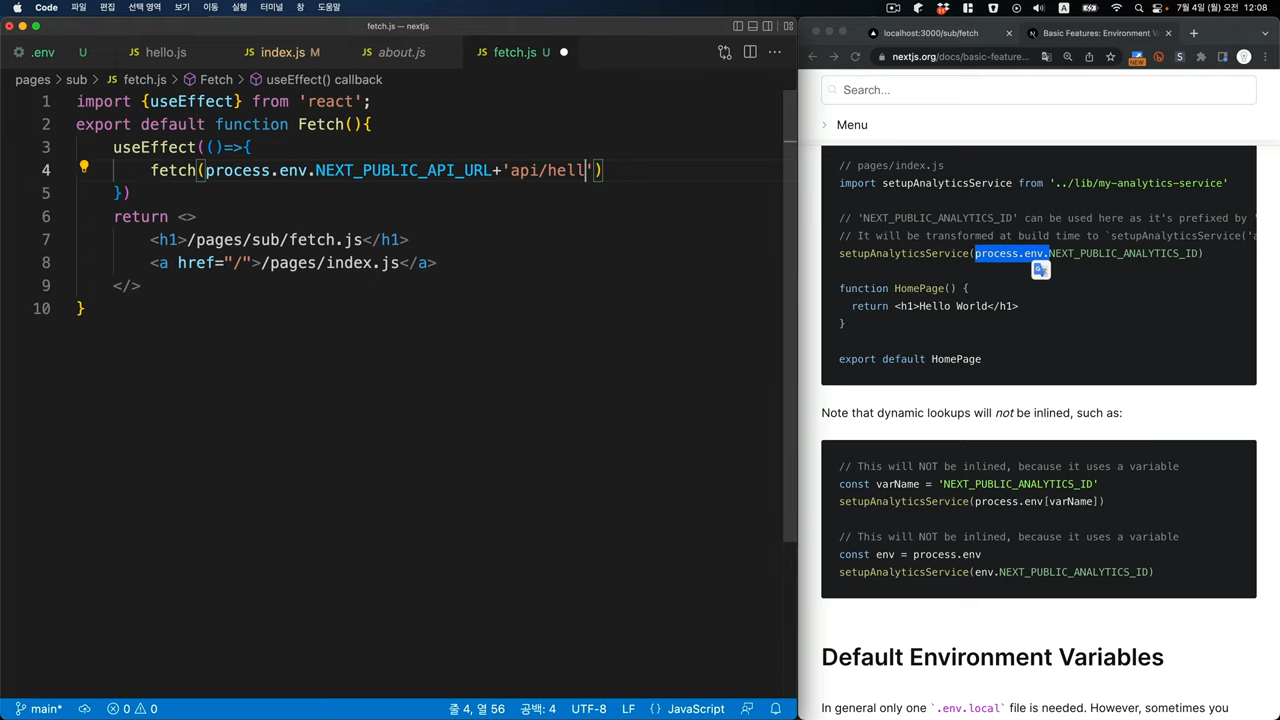 Code 파일 편집 선택 영역 보기 이동 실행 터미널 창 도움말
7월 4일 (월) 오전 12:08
fetch.js — nextjs
.env U
hello.js
index.js M
about.js
fetch.js U
pages > sub > fetch.js > Fetch > useEffect() callback
1 import {useEffect} from 'react';
2 export default function Fetch(){
3 useEffect(()=>{
4 fetch(process.env.NEXT_PUBLIC_API_URL+'api/hell')
5 })
6 return <>
7 <h1>/pages/sub/fetch.js</h1>
8 <a href="/">/pages/index.js</a>
9 </>
10 }
main*
0 0
줄 4, 열 56
공백: 4
UTF-8
LF
{} JavaScript
localhost:3000/sub/fetch
Basic Features: Environment V
nextjs.org/docs/basic-feature...
NEW
Search...
Menu
// pages/index.js
import setupAnalyticsService from '../lib/my-analytics-service'
// 'NEXT_PUBLIC_ANALYTICS_ID' can be used here as it's prefixed by '
// It will be transformed at build time to `setupAnalyticsService('a
setupAnalyticsService(process.env.NEXT_PUBLIC_ANALYTICS_ID)
function HomePage() {
return <h1>Hello World</h1>
}
export default HomePage
Note that dynamic lookups will not be inlined, such as:
// This will NOT be inlined, because it uses a variable
const varName = 'NEXT_PUBLIC_ANALYTICS_ID'
setupAnalyticsService(process.env[varName])
// This will NOT be inlined, because it uses a variable
const env = process.env
setupAnalyticsService(env.NEXT_PUBLIC_ANALYTICS_ID)
Default Environment Variables
In general only one `.env.local` file is needed. However, sometimes you